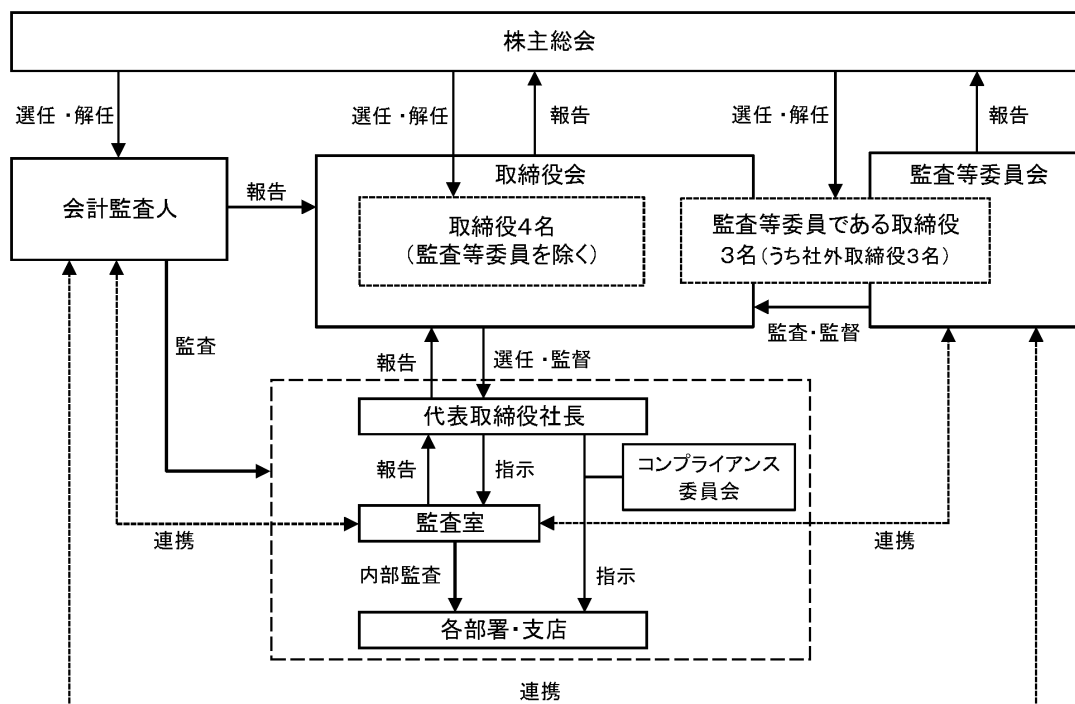 株主総会
選任・解任
選任・解任
報告
選任・解任
報告
会計監査人
報告
取締役会
取締役4名
(監査等委員を除く)
監査等委員会
監査等委員である取締役
3名(うち社外取締役3名)
監査・監督
監査
報告
選任・監督
代表取締役社長
報告
指示
コンプライアンス
委員会
監査室
連携
連携
内部監査
指示
各部署・支店
連携